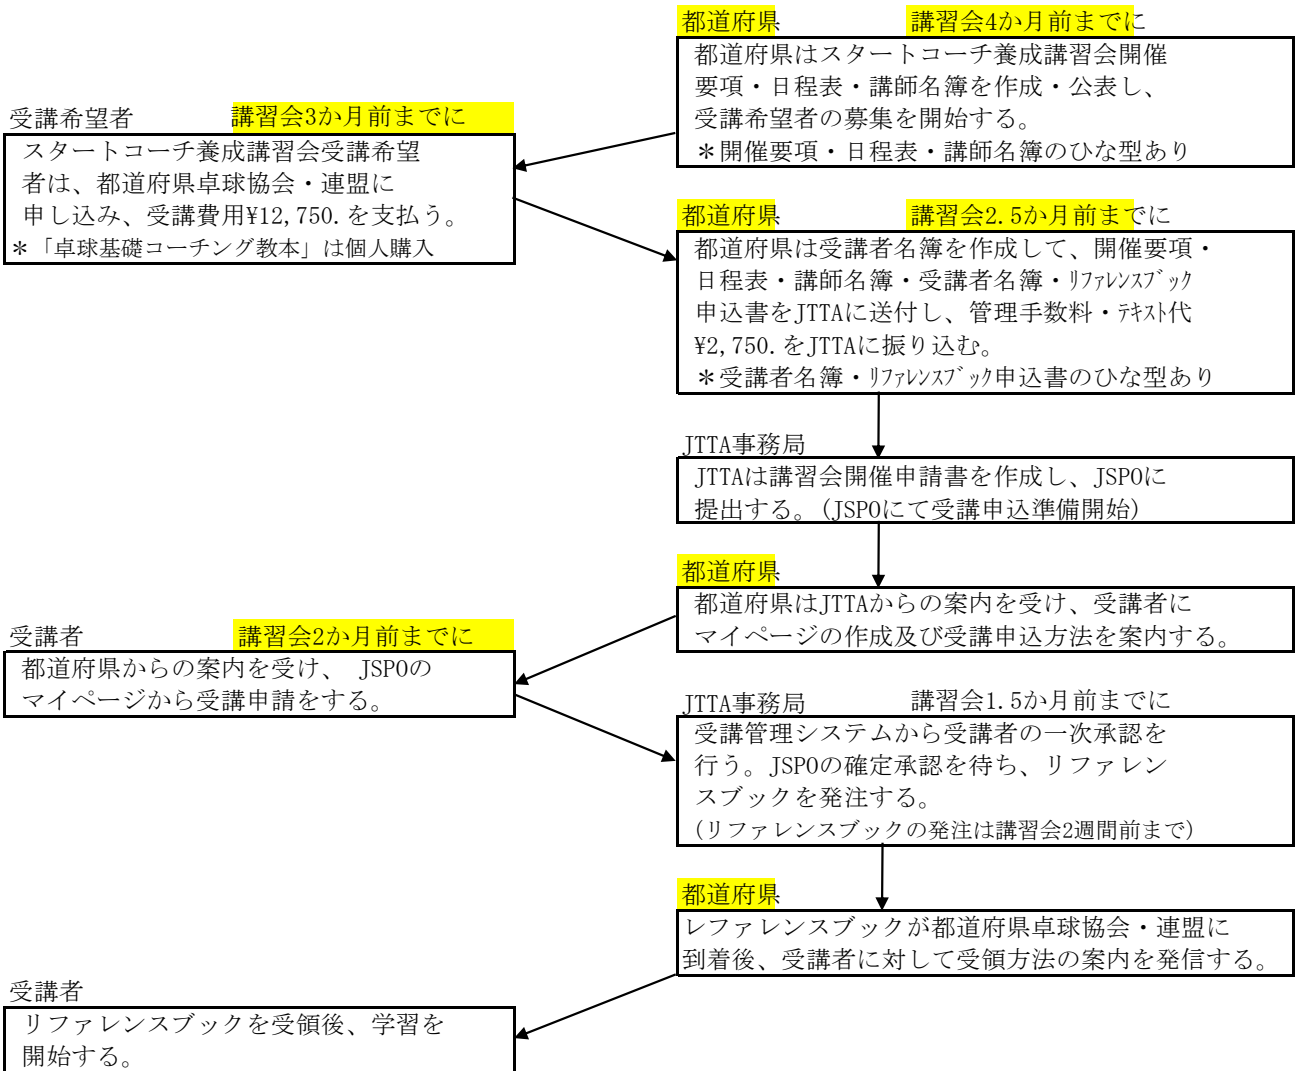 都道府県 講習会4か月前までに
都道府県はスタートコーチ養成講習会開催
要項・日程表・講師名簿を作成・公表し、
受講希望者の募集を開始する。
＊開催要項・日程表・講師名簿のひな型あり
受講希望者 講習会3か月前までに
スタートコーチ養成講習会受講希望
者は、都道府県卓球協会・連盟に
申し込み、受講費用¥12,750.を支払う。
＊「卓球基礎コーチング教本」は個人購入
都道府県 講習会2.5か月前までに
都道府県は受講者名簿を作成して、開催要項・
日程表・講師名簿・受講者名簿・ﾘﾌｧﾚﾝｽﾌﾞｯｸ
申込書をJTTAに送付し、管理手数料・ﾃｷｽﾄ代
¥2,750.をJTTAに振り込む。
＊受講者名簿・ﾘﾌｧﾚﾝｽﾌﾞｯｸ申込書のひな型あり
JTTA事務局
JTTAは講習会開催申請書を作成し、JSPOに
提出する。(JSPOにて受講申込準備開始)
都道府県
都道府県はJTTAからの案内を受け、受講者に
マイページの作成及び受講申込方法を案内する。
受講者 講習会2か月前までに
都道府県からの案内を受け、 JSPOの
マイページから受講申請をする。
JTTA事務局 講習会1.5か月前までに
受講管理システムから受講者の一次承認を
行う。JSPOの確定承認を待ち、リファレン
スブックを発注する。
(リファレンスブックの発注は講習会2週間前まで)
都道府県
レファレンスブックが都道府県卓球協会・連盟に
到着後、受講者に対して受領方法の案内を発信する。
受講者
リファレンスブックを受領後、学習を
開始する。